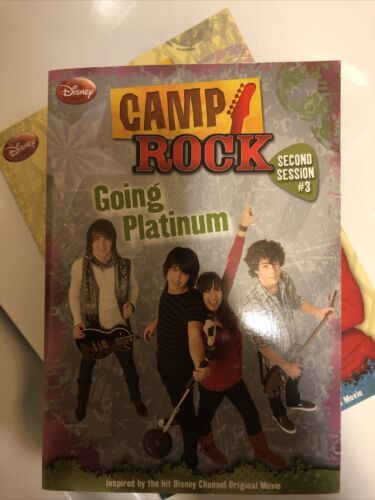 Disney
CAMP
ROCK
SECOND
SESSION
#3
Going
Platinum
Inspired by the hit Disney Channel Original Movie
Disney
Movie